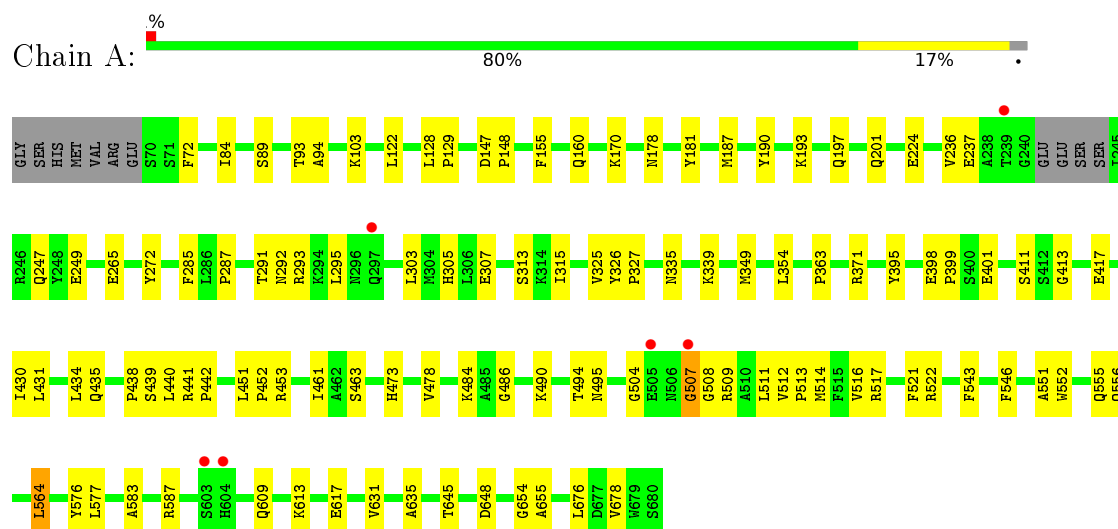 .%
Chain A:
80% 17% •
GLY SER HIS MET VAL ARG GLU S70 S71 F72 I84 S89 T93 A94 K103 L122 L128 P129 D147 P148 F155 Q160 K170 N178 Y181 M187 Y190 K193 Q197 Q201 E224 V236 E237 A238 T239 G240 GLU GLU SER SER I245
R246 Q247 Y248 E249 E265 Y272 F285 L286 P287 T291 N292 R293 K294 L295 N296 Q297 L303 M304 H305 L306 E307 S313 K314 I315 V325 Y326 P327 N335 K339 M349 L354 P363 R371 Y395 E398 P399 S400 E401 S411 S412 G413 E417
I430 L431 L434 Q435 P438 S439 L440 R441 P442 L451 P452 R453 I461 A462 S463 H473 V478 K484 A485 G486 K490 T494 N495 G504 E505 N506 G507 G508 R509 A510 L511 V512 P513 M514 F515 V516 R517 F521 R522 F543 F546 A551 W552 Q555 Q556
L564 Y576 L577 A583 R587 S603 H604 Q609 K613 E617 V631 A635 T645 D648 G654 A655 L676 D677 V678 W679 S680